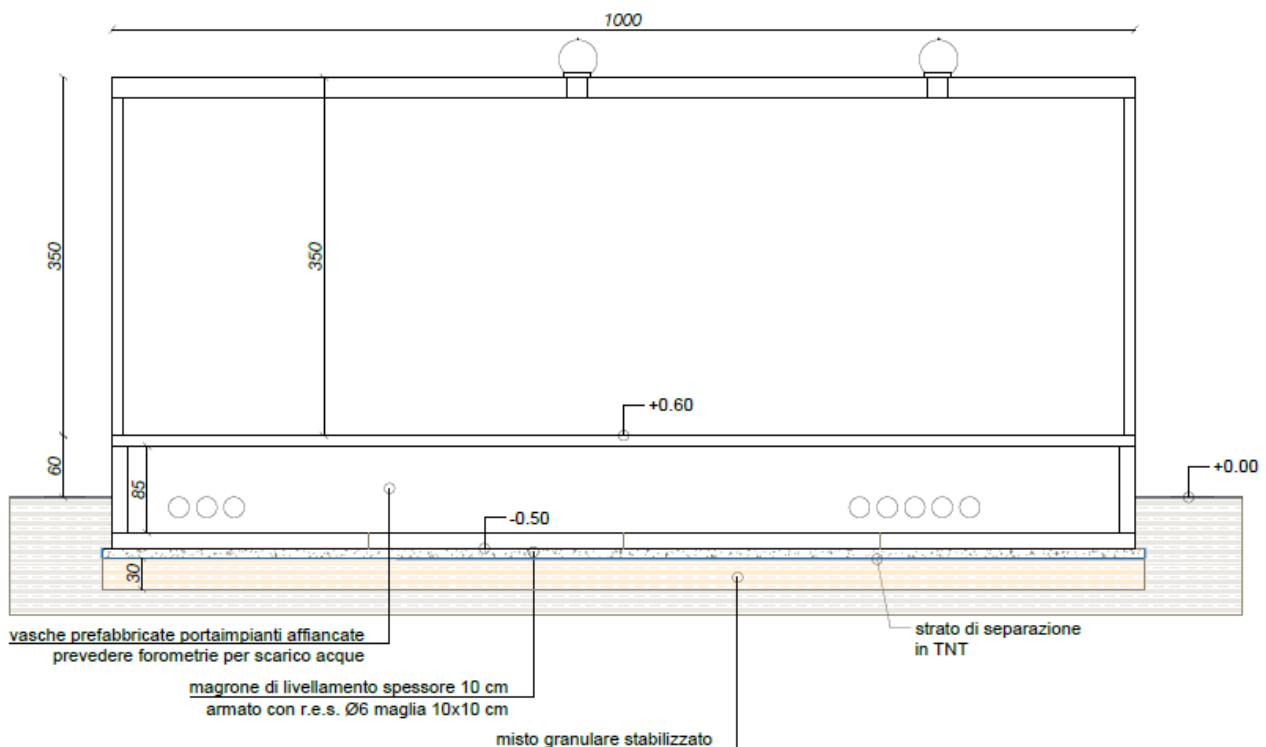 1000
350
350
+0.60
60
85
+0.00
-0.50
30
vasche prefabbricate portaimpianti affiancate
prevedere forometrie per scarico acque
strato di separazione
in TNT
magrone di livellamento spessore 10 cm
armato con r.e.s. Ø6 maglia 10x10 cm
misto granulare stabilizzato